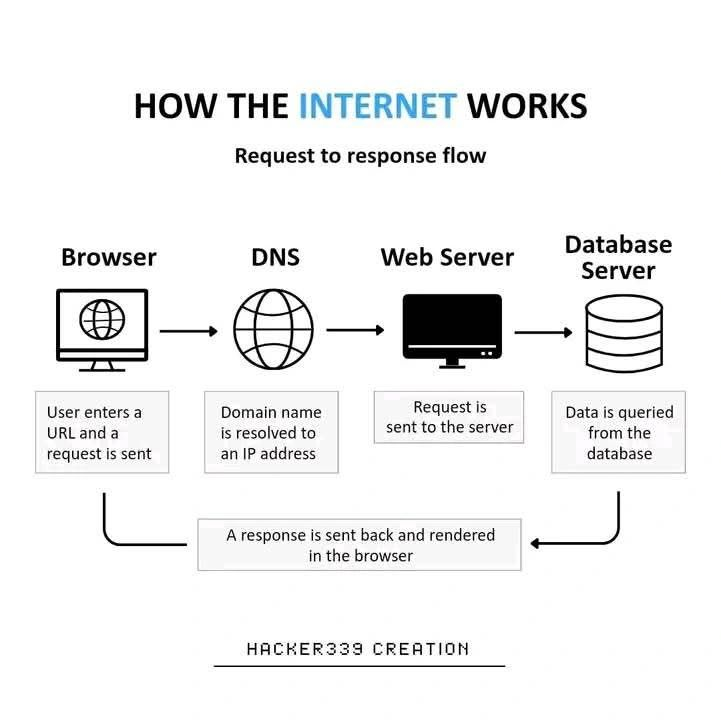 HOW THE INTERNET WORKS
Request to response flow
Browser
DNS
Web Server
Database
Server
User enters a
URL and a
request is sent
Domain name
is resolved to
an IP address
Request is
sent to the server
Data is queried
from the
database
A response is sent back and rendered
in the browser
HACKER339 CREATION